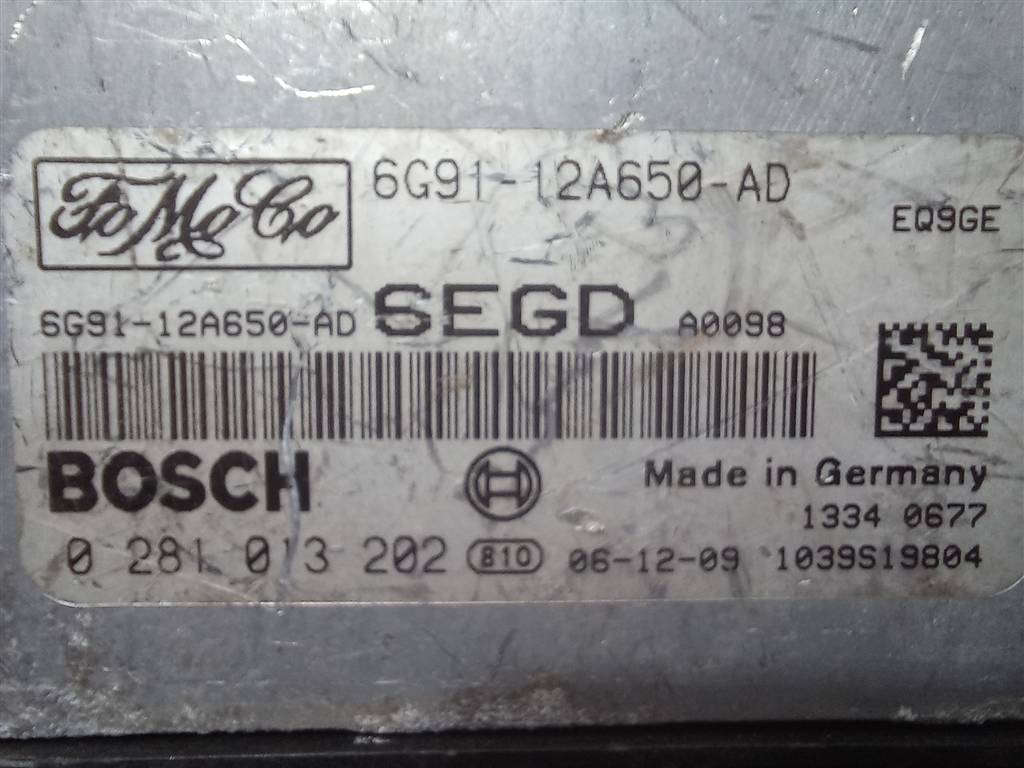 FoMoCo 6G91-12A650-AD
EQ9GE
6G91-12A650-AD SEGD A0098
BOSCH Made in Germany
1334 0677
0 281 013 202 810 06-12-09 1039S19804